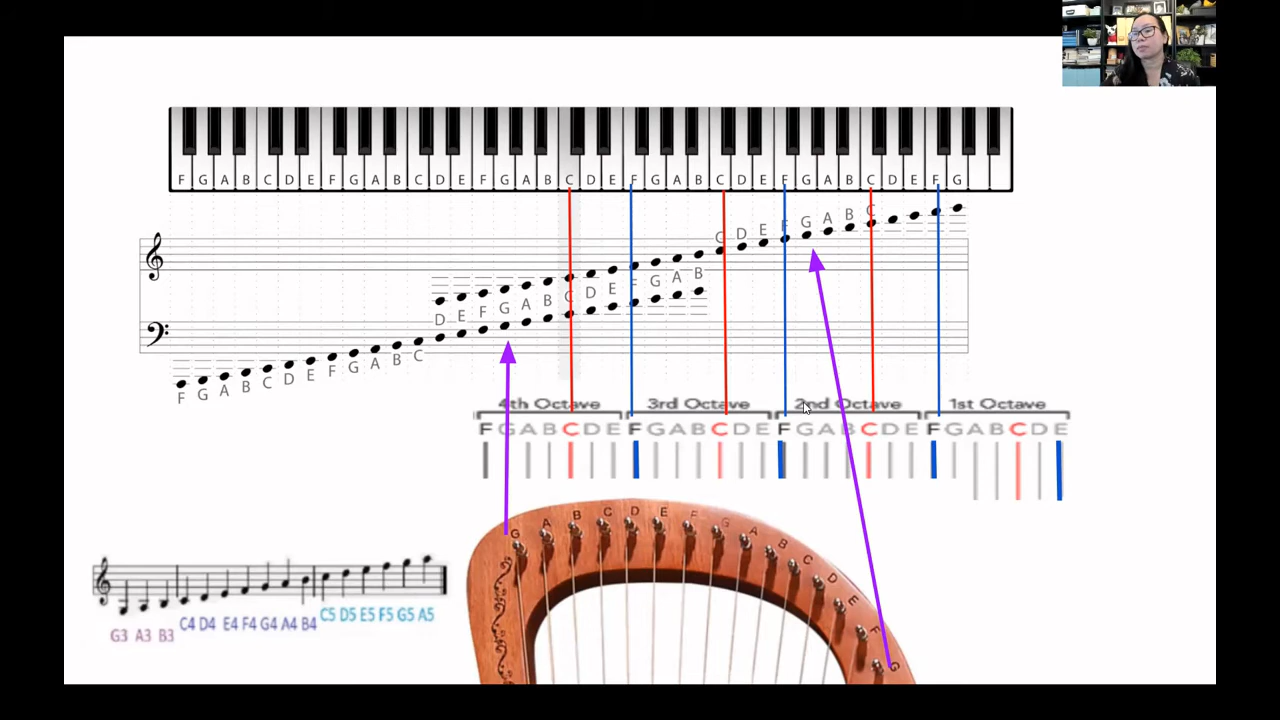 F G A B C D E F G A B C D E F G A B C D E F G A B C D E F G A B C D E F G
C D E F G A B C
D E F G A B C D E F G A B
F G A B C D E F G A B C
4th Octave 3rd Octave 2nd Octave 1st Octave
F G A B C D E F G A B C D E F G A B C D E F G A B C D E
G A B C D E F G A B C D E F G
G3 A3 B3 C4 D4 E4 F4 G4 A4 B4 C5 D5 E5 F5 G5 A5